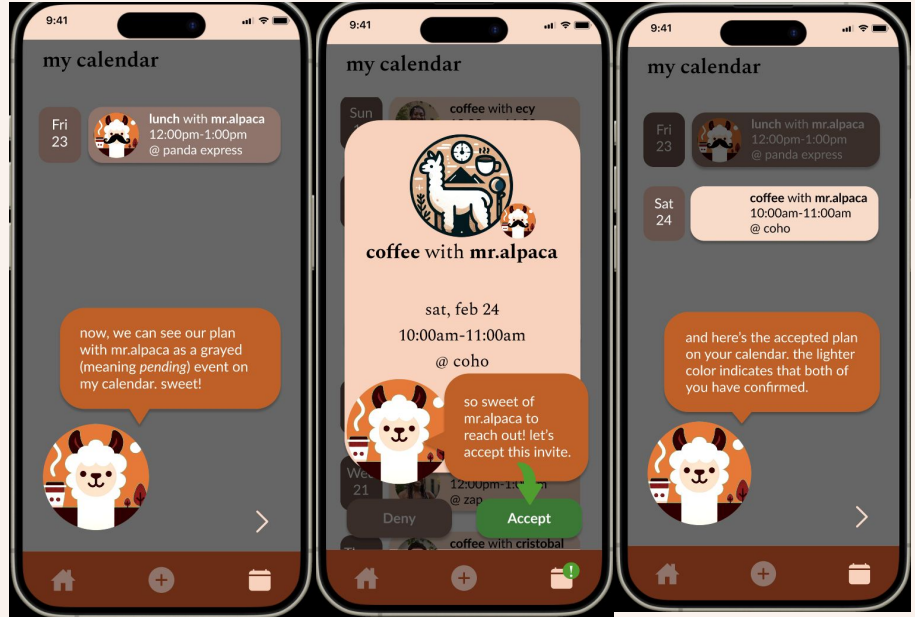 9:41
my calendar
Fri
23
lunch with mr.alpaca
12:00pm-1:00pm
@ panda express
now, we can see our plan
with mr.alpaca as a grayed
(meaning pending) event on
my calendar. sweet!
9:41
my calendar
Sun
coffee with ecy
coffee with mr.alpaca
sat, feb 24
10:00am-11:00am
@ coho
so sweet of
mr.alpaca to
reach out! let's
accept this invite.
21
@ zap
Deny
Accept
coffee with cristobal
!
9:41
my calendar
Fri
23
lunch with mr.alpaca
12:00pm-1:00pm
@ panda express
Sat
24
coffee with mr.alpaca
10:00am-11:00am
@ coho
and here's the accepted plan
on your calendar. the lighter
color indicates that both of
you have confirmed.